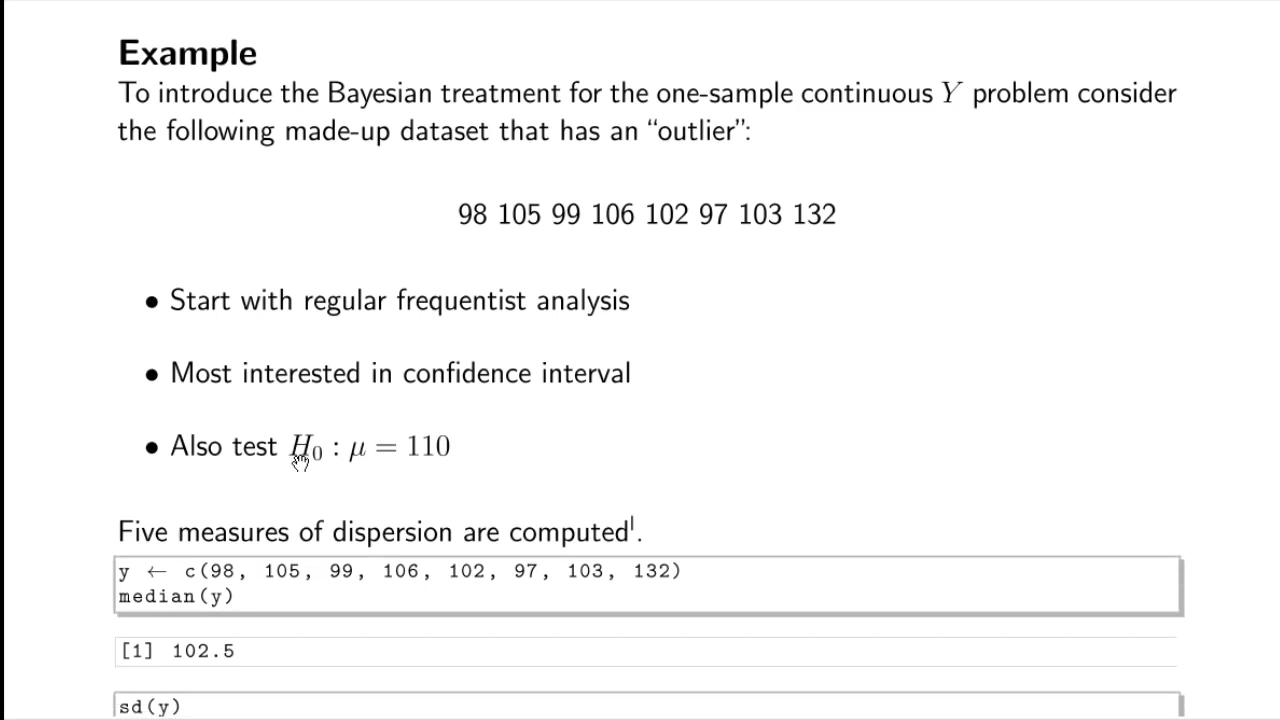 Example
To introduce the Bayesian treatment for the one-sample continuous Y problem consider
the following made-up dataset that has an “outlier”:
98 105 99 106 102 97 103 132
• Start with regular frequentist analysis
• Most interested in confidence interval
• Also test H₀ : μ = 110
Five measures of dispersion are computedˡ.
y ← c(98, 105, 99, 106, 102, 97, 103, 132)
median(y)
[1] 102.5
sd(y)